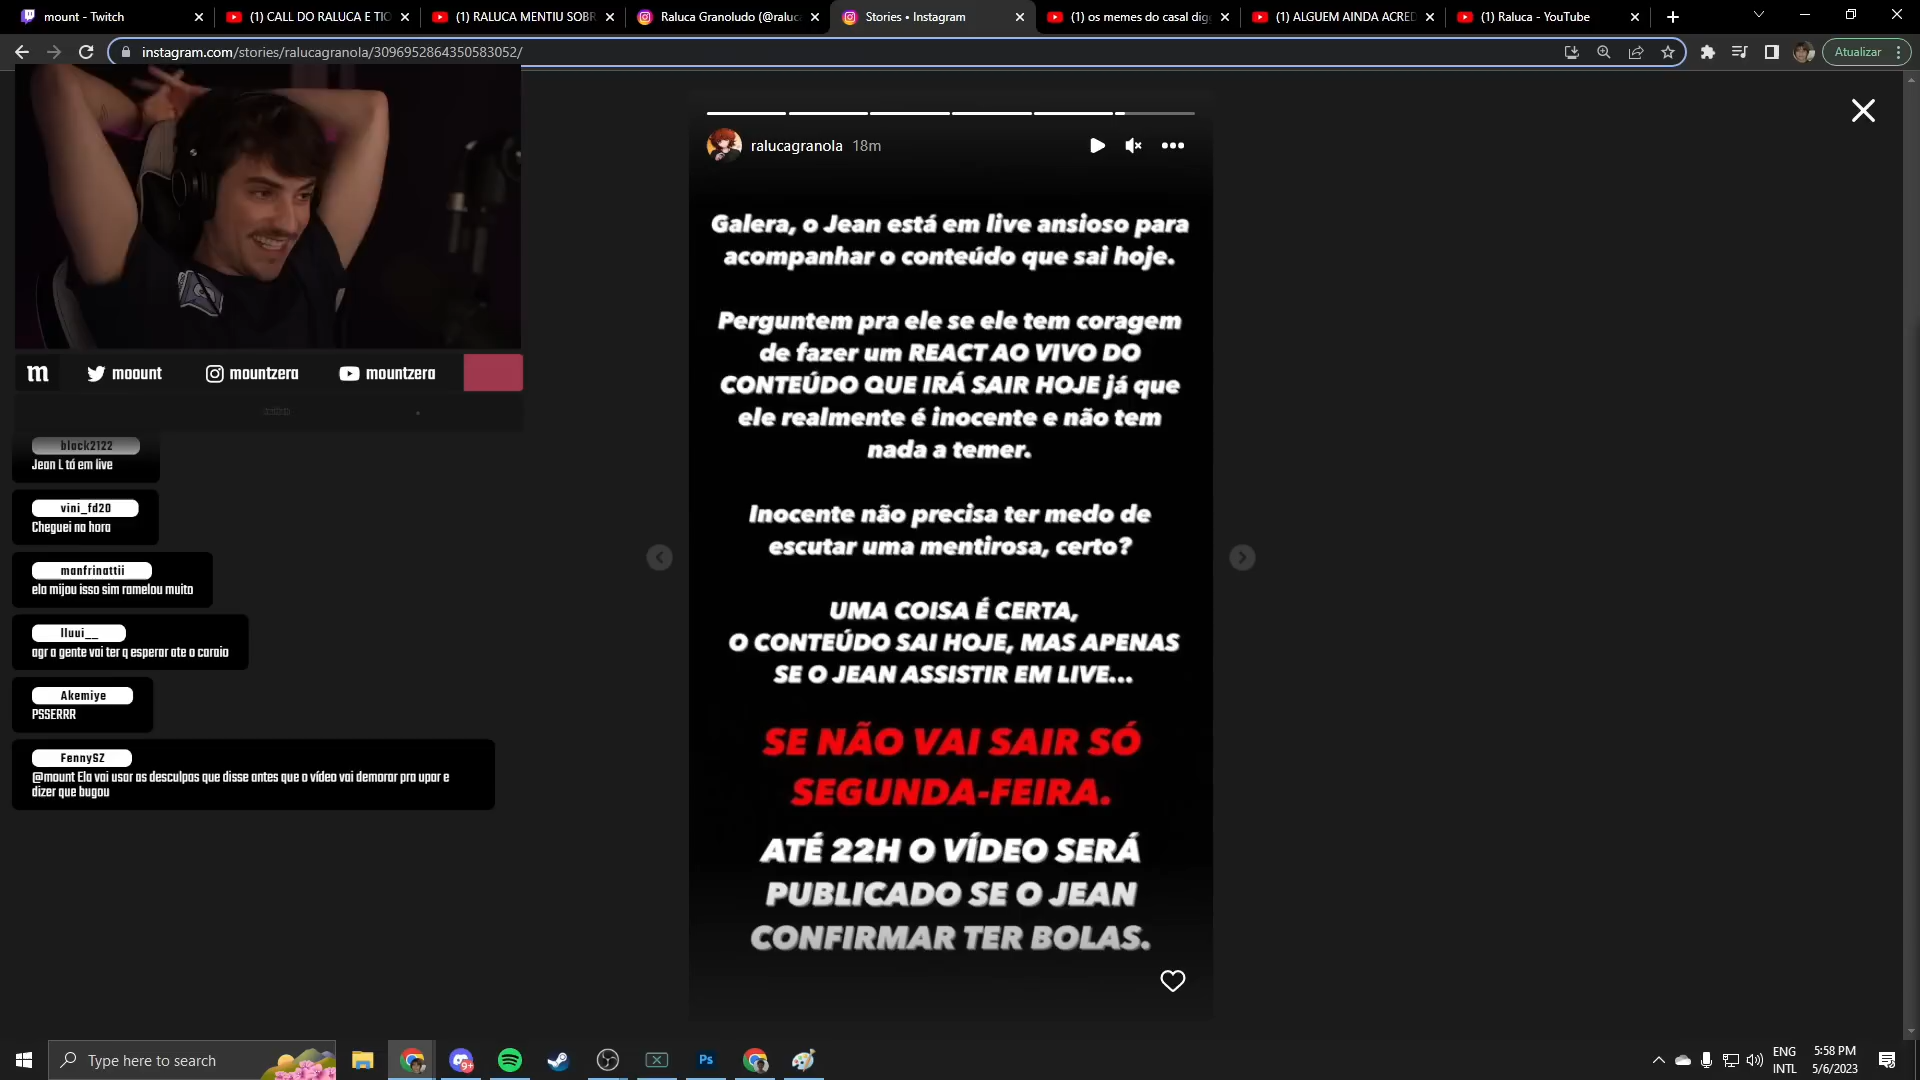 mount - Twitch
(1) CALL DO RALUCA E TIO
(1) RALUCA MENTIU SOBR
Raluca Granoludo (@raluc
Stories • Instagram
(1) os memes do casal dig
(1) ALGUEM AINDA ACRED
(1) Raluca - YouTube
instagram.com/stories/ralucagranola/3096952864350583052/
Atualizar
m
moount
mountzera
mountzera
block2122
Jean L tá em live
vini_fd20
Cheguei na hora
manfrinattii
ela mijou isso sim ramelou muito
lluui__
agr a gente vai ter q esperar ate o caraio
Akemiye
PSSERRR
FennySZ
@mount Ela vai usar as desculpas que disse antes que o vídeo vai demorar pra upar e
dizer que bugou
ralucagranola 18m
Galera, o Jean está em live ansioso para
acompanhar o conteúdo que sai hoje.
Perguntem pra ele se ele tem coragem
de fazer um REACT AO VIVO DO
CONTEÚDO QUE IRÁ SAIR HOJE já que
ele realmente é inocente e não tem
nada a temer.
Inocente não precisa ter medo de
escutar uma mentirosa, certo?
UMA COISA É CERTA,
O CONTEÚDO SAI HOJE, MAS APENAS
SE O JEAN ASSISTIR EM LIVE...
SE NÃO VAI SAIR SÓ
SEGUNDA-FEIRA.
ATÉ 22H O VÍDEO SERÁ
PUBLICADO SE O JEAN
CONFIRMAR TER BOLAS.
Type here to search
9+
Ps
ENG
INTL
5:58 PM
5/6/2023